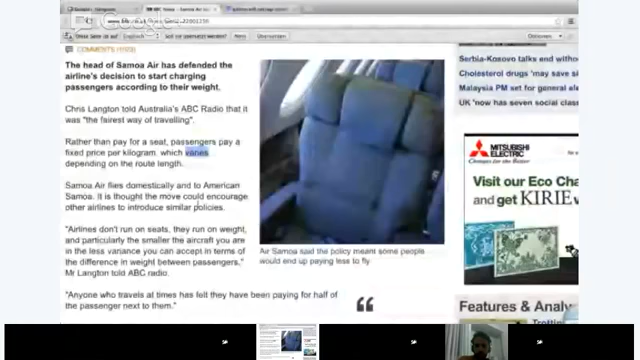 COMMENTS
The head of Samoa Air has defended the
airline's decision to start charging
passengers according to their weight.
Chris Langton told Australia's ABC Radio that it
was "the fairest way of travelling".
Rather than pay for a seat, passengers pay a
fixed price per kilogram, which varies
depending on the route length.
Samoa Air flies domestically and to American
Samoa. It is thought the move could encourage
other airlines to introduce similar policies.
"Airlines don't run on seats, they run on weight,
and particularly the smaller the aircraft you are
in the less variance you can accept in terms of
the difference in weight between passengers,"
Mr Langton told ABC radio.
"Anyone who travels at times has felt they have been paying for half of
the passenger next to them."
Air Samoa said the policy meant some people
would end up paying less to fly
Serbia-Kosovo talks end witho
Cholesterol drugs 'may save si
Malaysia PM set for general ele
UK 'now has seven social class
MITSUBISHI
ELECTRIC
Changes for the Better
Visit our Eco Cha
and get KIRIE
Features & Analy